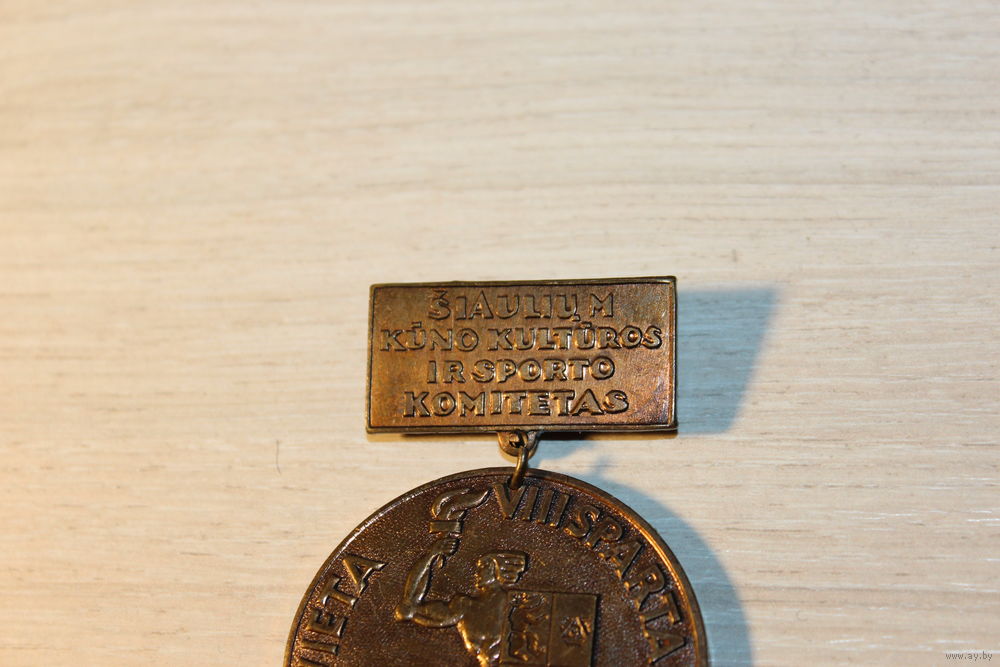 ŠIAULIŲ M
KŪNO KULTŪROS
IR SPORTO
KOMITETAS
VIII SPARTA
www.ay.by